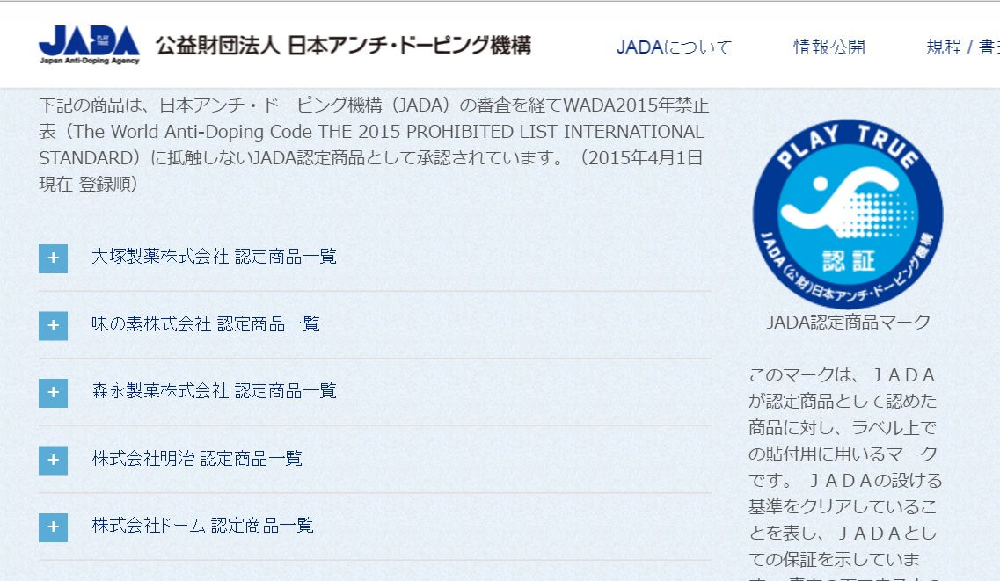 JADA
PLAY
TRUE
Japan Anti-Doping Agency
公益財団法人 日本アンチ・ドーピング機構
JADAについて
情報公開
規程 / 書
下記の商品は、日本アンチ・ドーピング機構（JADA）の審査を経てWADA2015年禁止
表（The World Anti-Doping Code THE 2015 PROHIBITED LIST INTERNATIONAL
STANDARD）に抵触しないJADA認定商品として承認されています。（2015年4月1日
現在 登録順）
+ 大塚製薬株式会社 認定商品一覧
+ 味の素株式会社 認定商品一覧
+ 森永製菓株式会社 認定商品一覧
+ 株式会社明治 認定商品一覧
+ 株式会社ドーム 認定商品一覧
PLAY TRUE
認証
JADA（公財）日本アンチ・ドーピング機構
JADA認定商品マーク
このマークは、ＪＡＤＡ
が認定商品として認めた
商品に対し、ラベル上で
の貼付用に用いるマーク
です。 ＪＡＤＡの設ける
基準をクリアしているこ
とを表し、ＪＡＤＡとし
ての保証を示していま